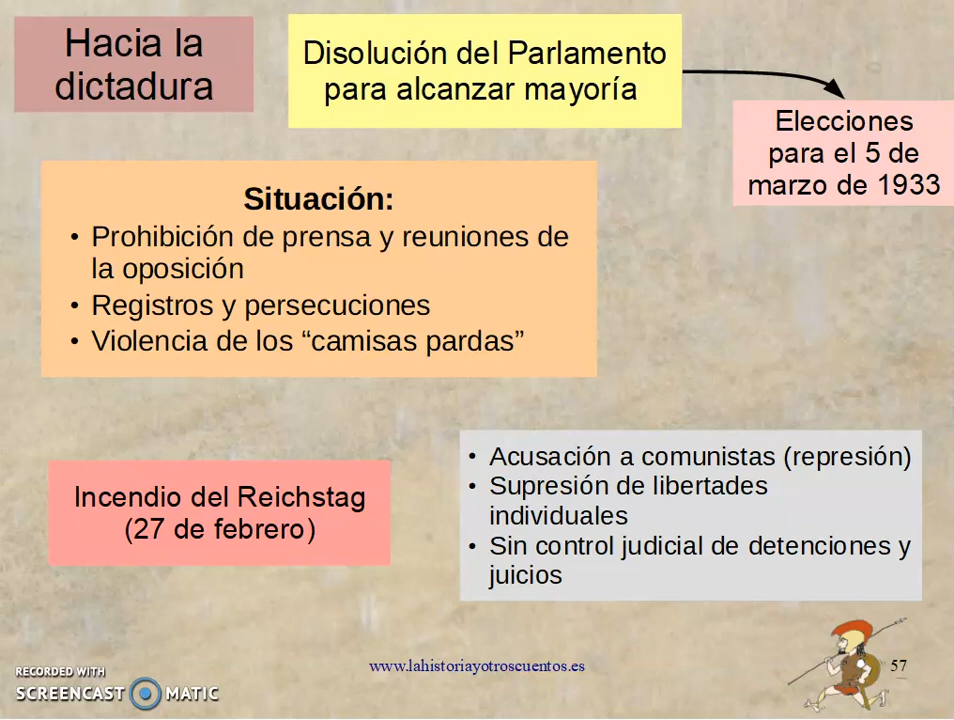 Hacia la
dictadura
Disolución del Parlamento
para alcanzar mayoría
Elecciones
para el 5 de
marzo de 1933
Situación:
• Prohibición de prensa y reuniones de
la oposición
• Registros y persecuciones
• Violencia de los “camisas pardas”
Incendio del Reichstag
(27 de febrero)
• Acusación a comunistas (represión)
• Supresión de libertades
individuales
• Sin control judicial de detenciones y
juicios
RECORDED WITH
SCREENCAST MATIC
www.lahistoriayotroscuentos.es
57